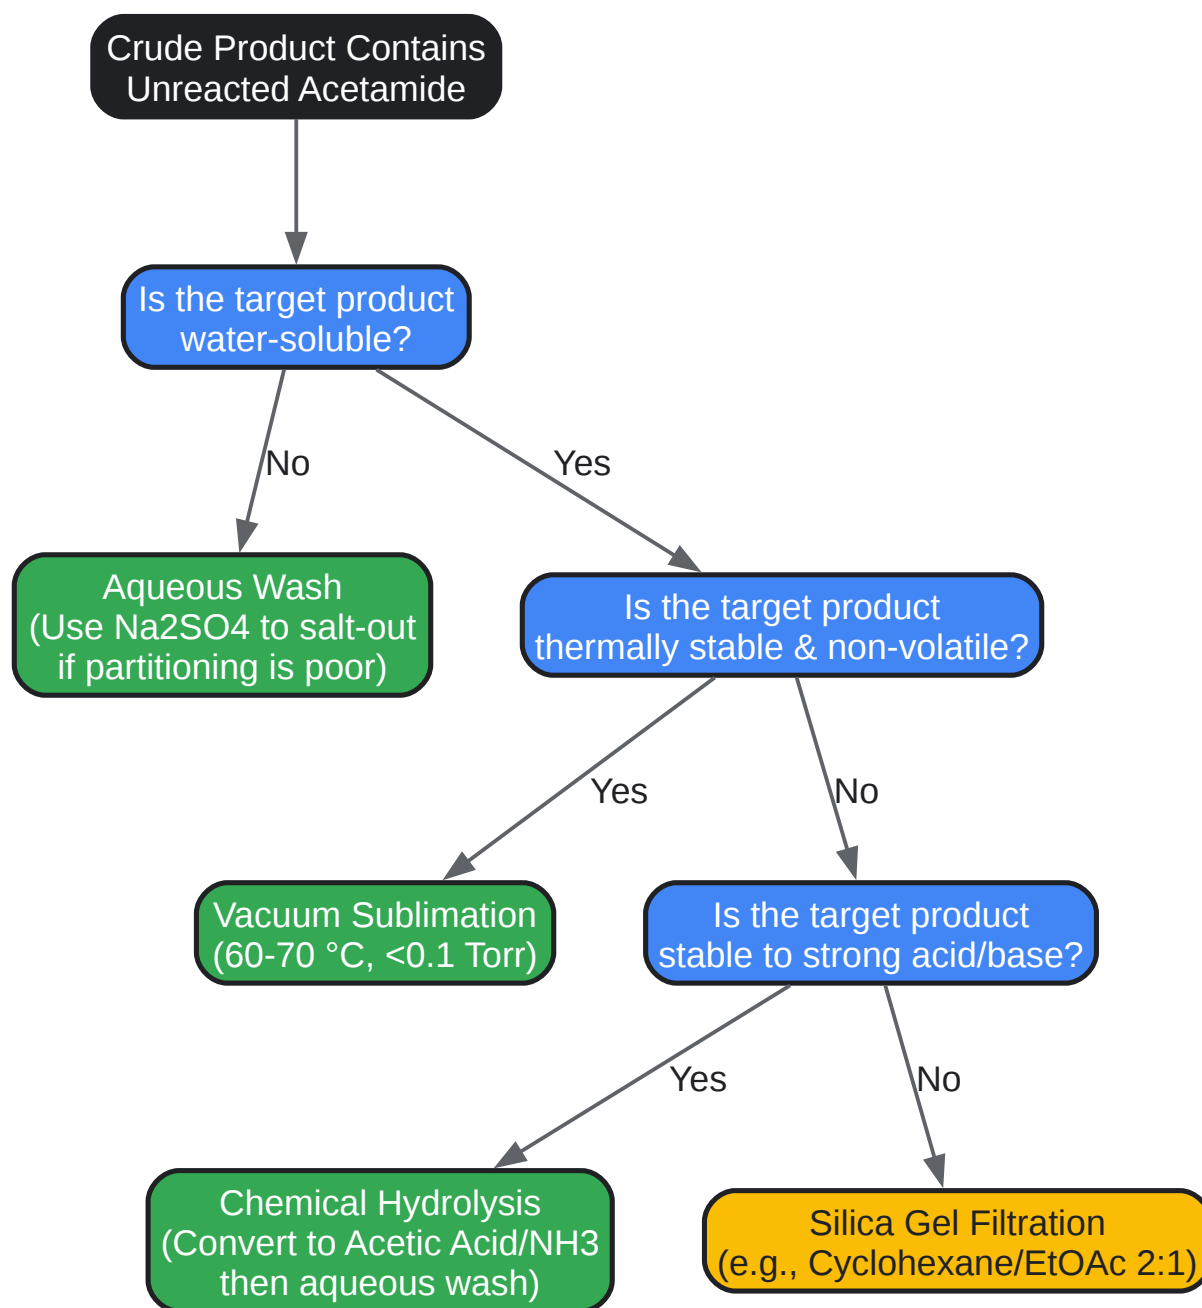 Crude Product Contains
Unreacted Acetamide
Is the target product
water-soluble?
No
Yes
Aqueous Wash
(Use Na2SO4 to salt-out
if partitioning is poor)
Is the target product
thermally stable & non-volatile?
Yes
No
Vacuum Sublimation
(60-70 °C, <0.1 Torr)
Is the target product
stable to strong acid/base?
Yes
No
Chemical Hydrolysis
(Convert to Acetic Acid/NH3
then aqueous wash)
Silica Gel Filtration
(e.g., Cyclohexane/EtOAc 2:1)